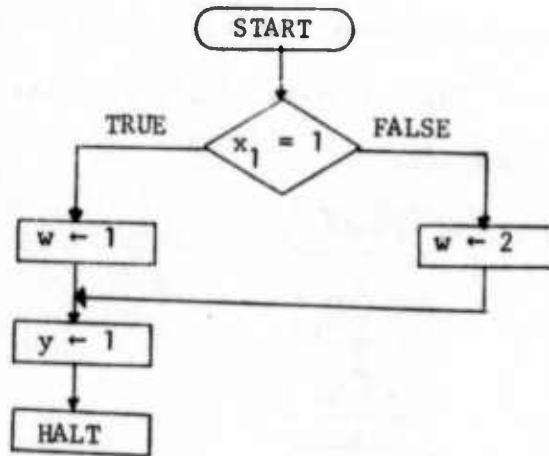 START
TRUE
x₁ = 1
FALSE
w ← 1
w ← 2
y ← 1
HALT